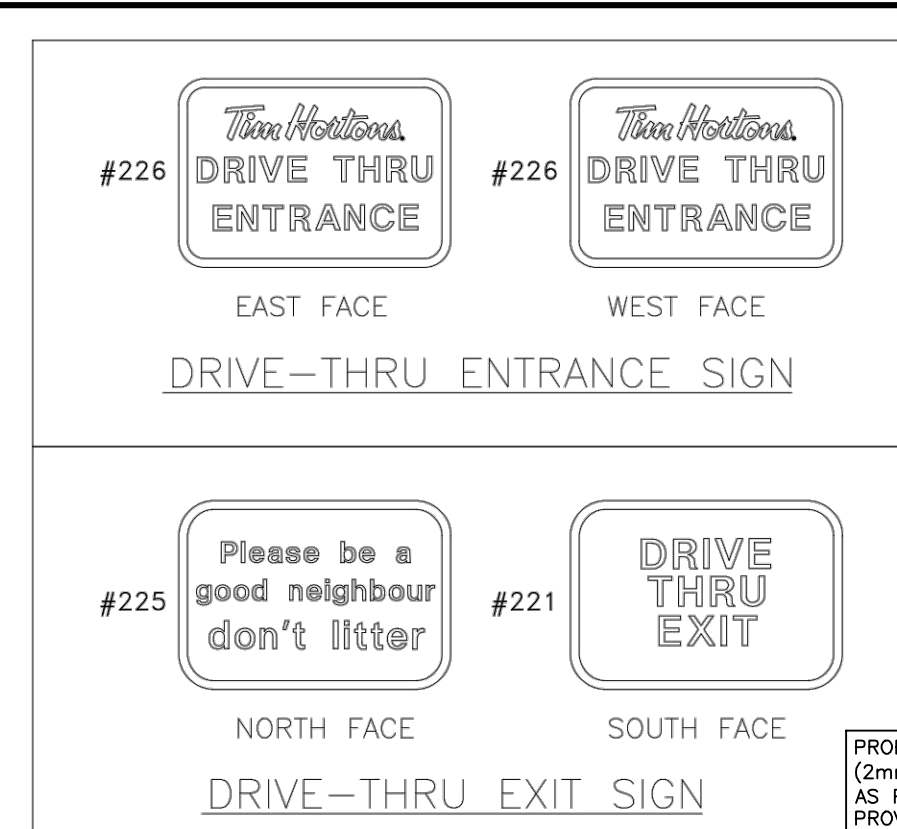 #226
Tim Hortons.
DRIVE THRU
ENTRANCE
EAST FACE
#226
Tim Hortons.
DRIVE THRU
ENTRANCE
WEST FACE
DRIVE-THRU ENTRANCE SIGN
#225
Please be a
good neighbour
don't litter
NORTH FACE
#221
DRIVE
THRU
EXIT
SOUTH FACE
DRIVE-THRU EXIT SIGN
AS